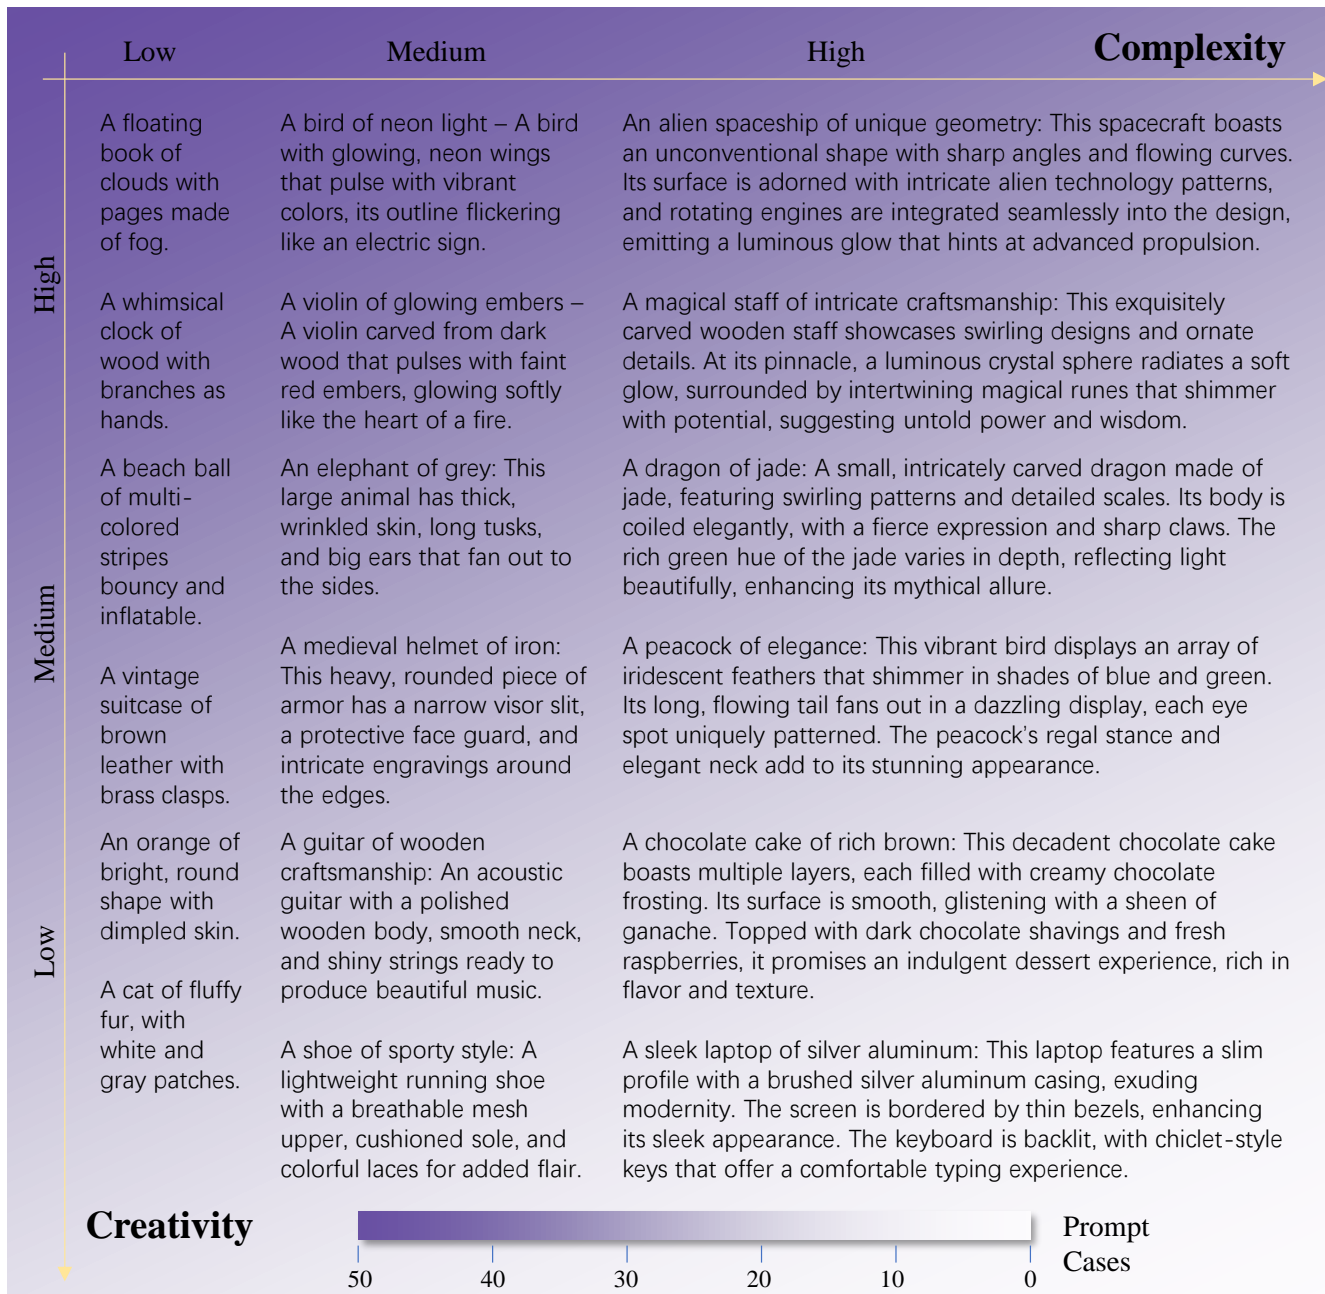 Low
Medium
High
Complexity
High
A floating
book of
clouds with
pages made
of fog.
A bird of neon light – A bird
with glowing, neon wings
that pulse with vibrant
colors, its outline flickering
like an electric sign.
An alien spaceship of unique geometry: This spacecraft boasts
an unconventional shape with sharp angles and flowing curves.
Its surface is adorned with intricate alien technology patterns,
and rotating engines are integrated seamlessly into the design,
emitting a luminous glow that hints at advanced propulsion.
A whimsical
clock of
wood with
branches as
hands.
A violin of glowing embers –
A violin carved from dark
wood that pulses with faint
red embers, glowing softly
like the heart of a fire.
A magical staff of intricate craftsmanship: This exquisitely
carved wooden staff showcases swirling designs and ornate
details. At its pinnacle, a luminous crystal sphere radiates a soft
glow, surrounded by intertwining magical runes that shimmer
with potential, suggesting untold power and wisdom.
Medium
A beach ball
of multi-
colored
stripes
bouncy and
inflatable.
An elephant of grey: This
large animal has thick,
wrinkled skin, long tusks,
and big ears that fan out to
the sides.
A dragon of jade: A small, intricately carved dragon made of
jade, featuring swirling patterns and detailed scales. Its body is
coiled elegantly, with a fierce expression and sharp claws. The
rich green hue of the jade varies in depth, reflecting light
beautifully, enhancing its mythical allure.
A vintage
suitcase of
brown
leather with
brass clasps.
A medieval helmet of iron:
This heavy, rounded piece of
armor has a narrow visor slit,
a protective face guard, and
intricate engravings around
the edges.
A peacock of elegance: This vibrant bird displays an array of
iridescent feathers that shimmer in shades of blue and green.
Its long, flowing tail fans out in a dazzling display, each eye
spot uniquely patterned. The peacock's regal stance and
elegant neck add to its stunning appearance.
Low
An orange of
bright, round
shape with
dimpled skin.
A guitar of wooden
craftsmanship: An acoustic
guitar with a polished
wooden body, smooth neck,
and shiny strings ready to
produce beautiful music.
A chocolate cake of rich brown: This decadent chocolate cake
boasts multiple layers, each filled with creamy chocolate
frosting. Its surface is smooth, glistening with a sheen of
ganache. Topped with dark chocolate shavings and fresh
raspberries, it promises an indulgent dessert experience, rich in
flavor and texture.
A cat of fluffy
fur, with
white and
gray patches.
A shoe of sporty style: A
lightweight running shoe
with a breathable mesh
upper, cushioned sole, and
colorful laces for added flair.
A sleek laptop of silver aluminum: This laptop features a slim
profile with a brushed silver aluminum casing, exuding
modernity. The screen is bordered by thin bezels, enhancing
its sleek appearance. The keyboard is backlit, with chiclet-style
keys that offer a comfortable typing experience.
Creativity
50
40
30
20
10
0
Prompt
Cases